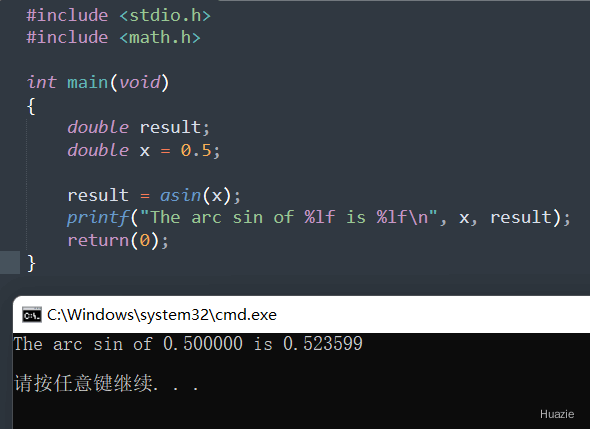 #include <stdio.h>
#include <math.h>
int main(void)
{
    double result;
    double x = 0.5;
    result = asin(x);
    printf("The arc sin of %lf is %lf\n", x, result);
    return(0);
}
C:\Windows\system32\cmd.exe
The arc sin of 0.500000 is 0.523599
请按任意键继续. . .
Huazie